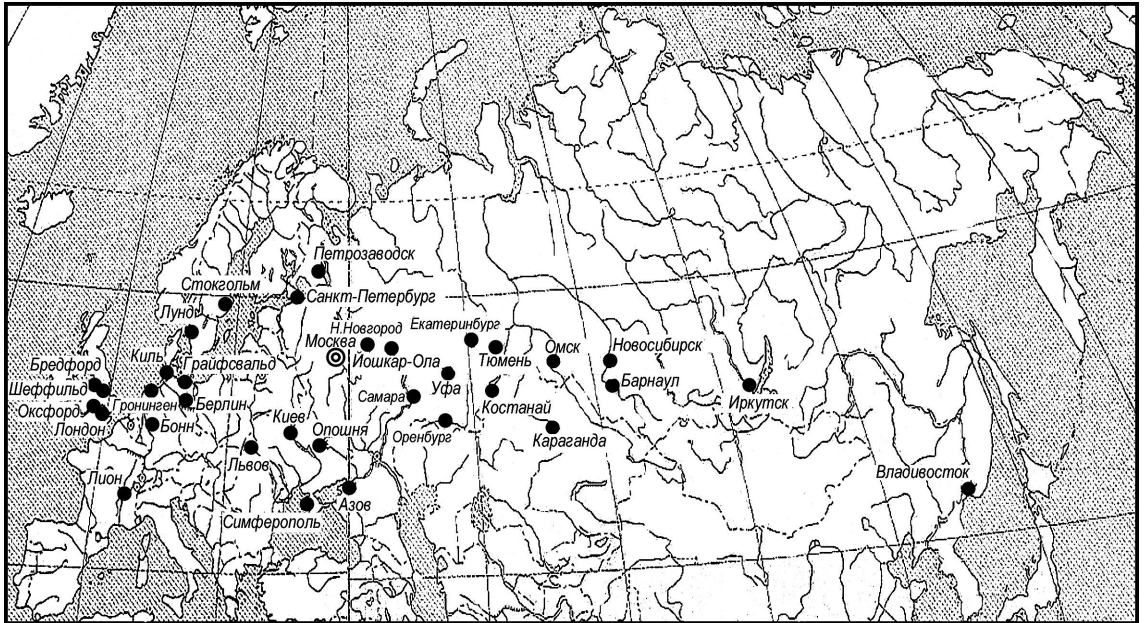 Петрозаводск
Стокгольм
Санкт-Петербург
Лунд
Н.Новгород
Екатеринбург
Москва
Йошкар-Ола
Тюмень
Омск
Новосибирск
Бредфорд
Киль
Грайфсвальд
Шеффильд
Уфа
Барнаул
Самара
Костанай
Иркутск
Оксфорд
Гронинген
Берлин
Лондон
Бонн
Киев
Опошня
Оренбург
Караганда
Львов
Лион
Владивосток
Азов
Симферополь